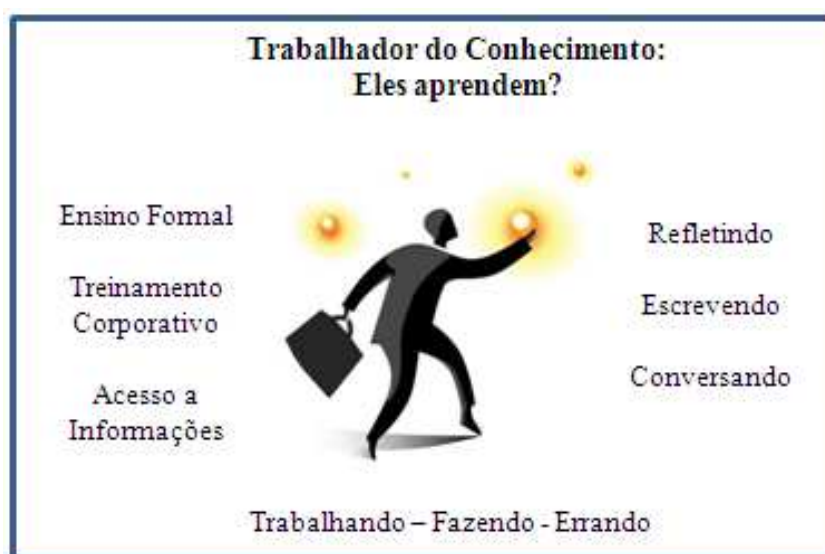 Trabalhador do Conhecimento:
Eles aprendem?
Ensino Formal
Treinamento
Corporativo
Acesso a
Informações
Refletindo
Escrevendo
Conversando
Trabalhando – Fazendo - Errando